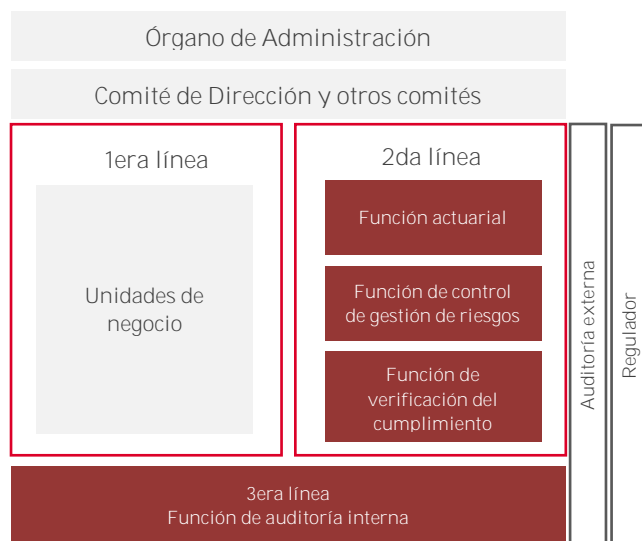 Órgano de Administración
Comité de Dirección y otros comités
1era línea
Unidades de
negocio
2da línea
Función actuarial
Función de control
de gestión de riesgos
Función de
verificación del
cumplimiento
3era línea
Función de auditoría interna
Auditoría externa
Regulador